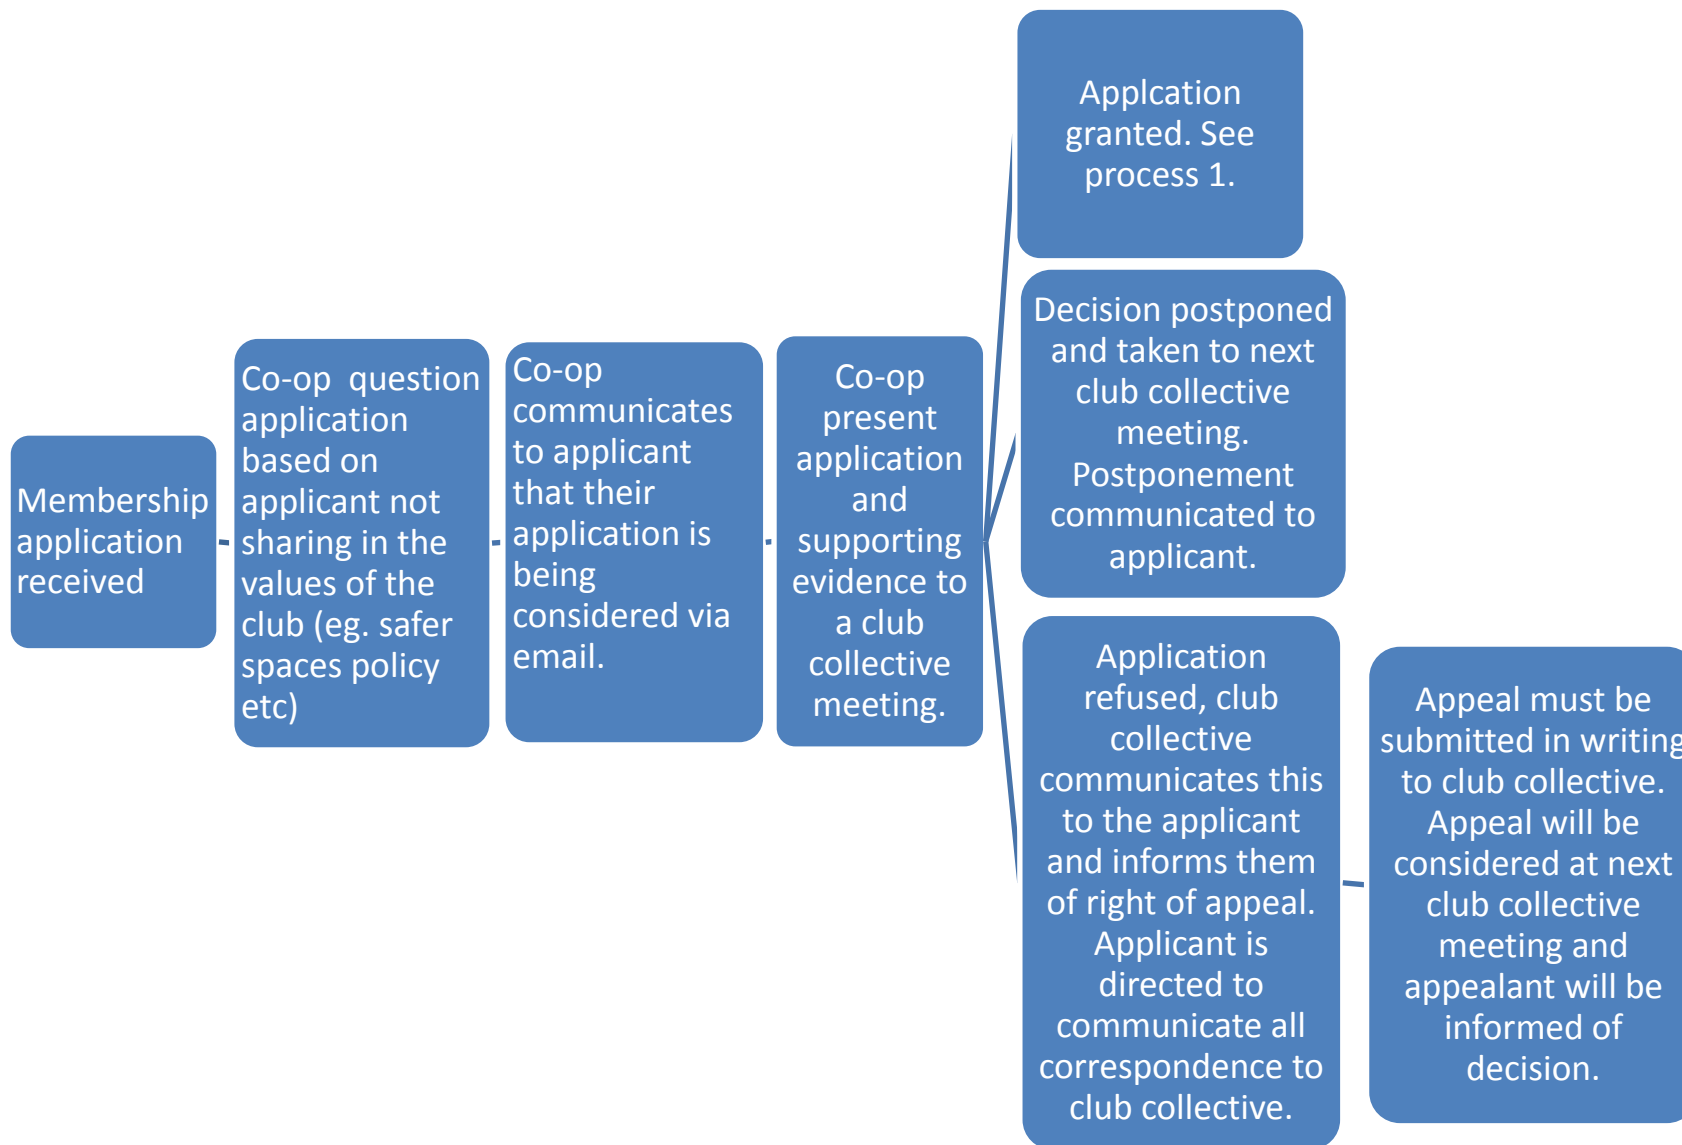 Membership
application
received
Co-op  question
application
based on
applicant not
sharing in the
values of the
club (eg. safer
spaces policy
etc)
Co-op
communicates
to applicant
that their
application is
being
considered via
email.
Co-op
present
application
and
supporting
evidence to
a club
collective
meeting.
Applcation
granted. See
process 1.
Decision postponed
and taken to next
club collective
meeting.
Postponement
communicated to
applicant.
Application
refused, club
collective
communicates this
to the applicant
and informs them
of right of appeal.
Applicant is
directed to
communicate all
correspondence to
club collective.
Appeal must be
submitted in writing
to club collective.
Appeal will be
considered at next
club collective
meeting and
appealant will be
informed of
decision.